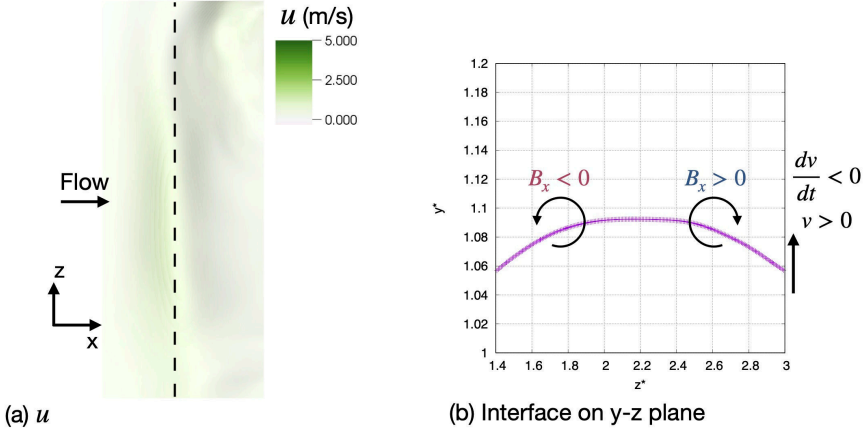 u (m/s)
5.000
2.500
0.000
Flow
z
x
(a) u
1.2
1.18
1.16
1.14
1.12
1.1
1.08
1.06
1.04
1.02
1
y*
1.4 1.6 1.8 2 2.2 2.4 2.6 2.8 3
z*
Bₓ < 0
Bₓ > 0
dv/dt < 0
v > 0
(b) Interface on y-z plane